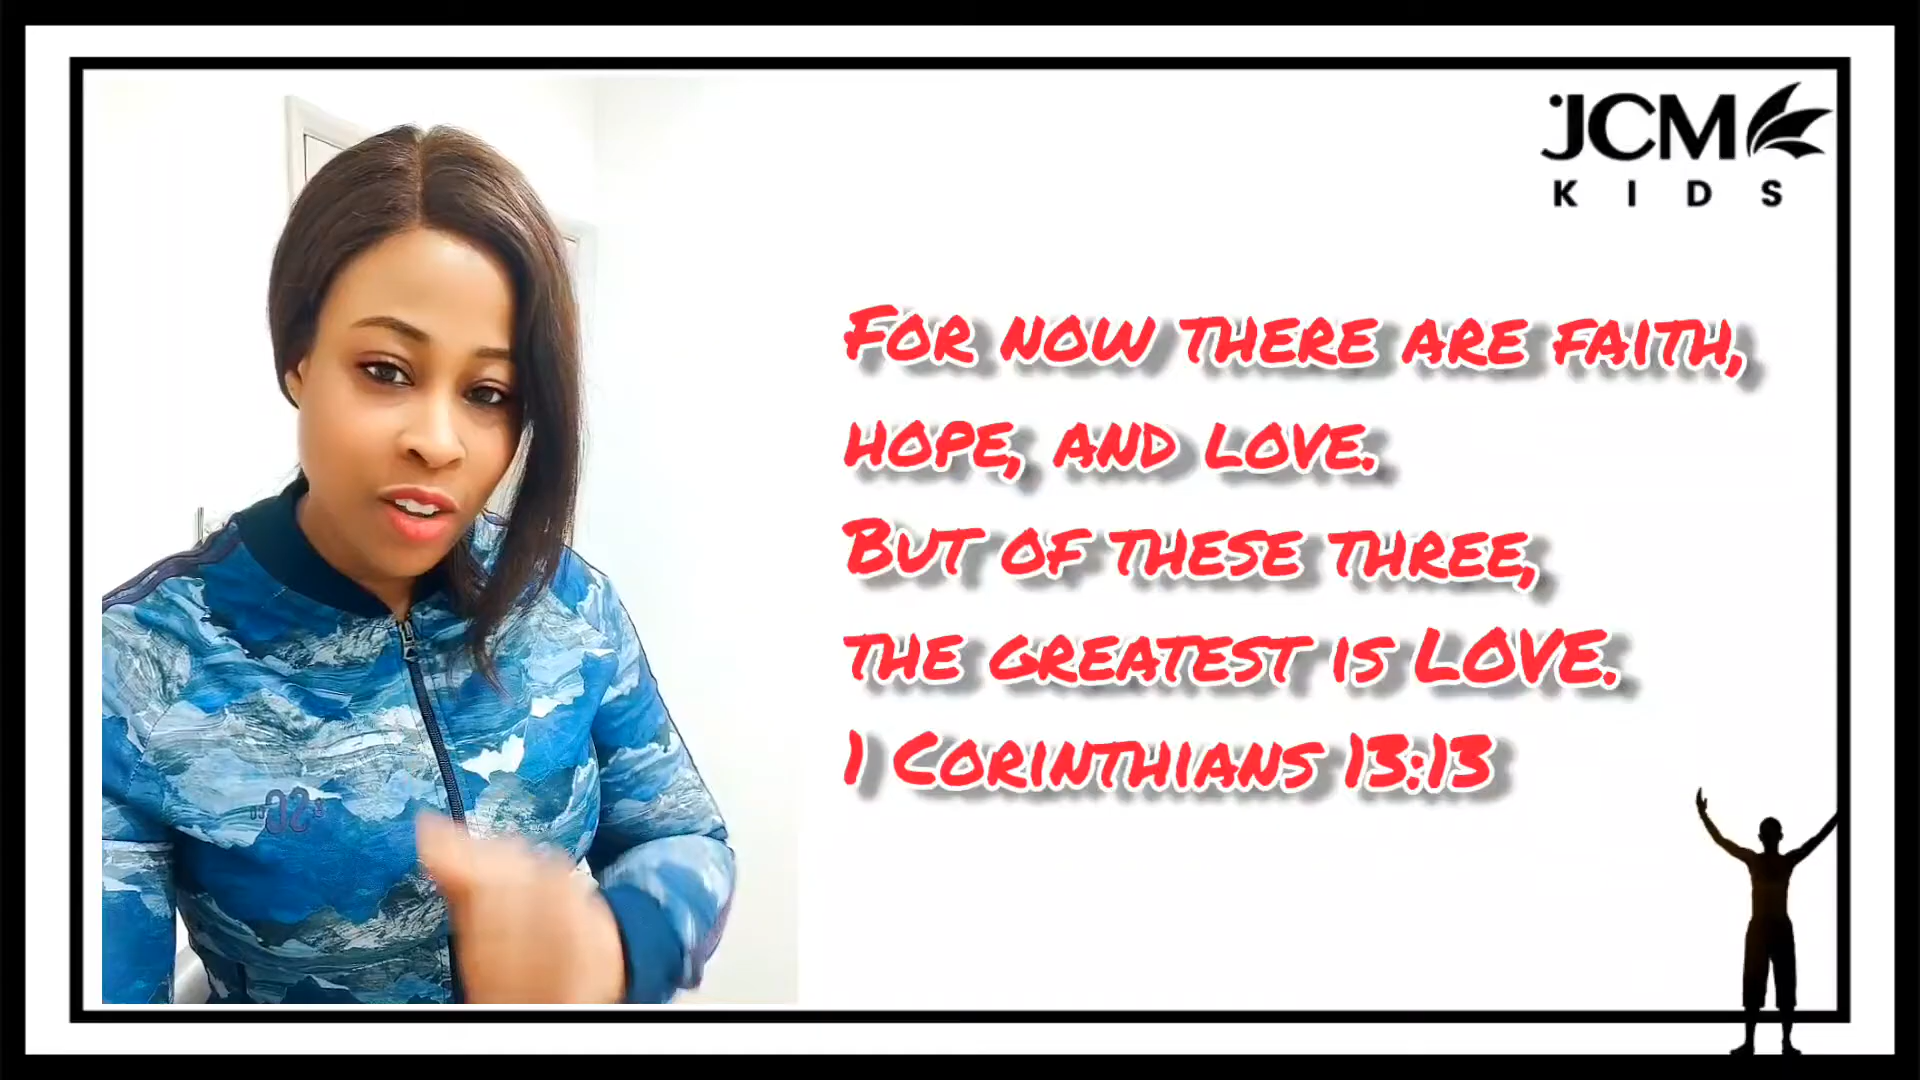 JCM
KIDS
For now there are faith,
hope, and love.
But of these three,
the greatest is LOVE.
1 Corinthians 13:13